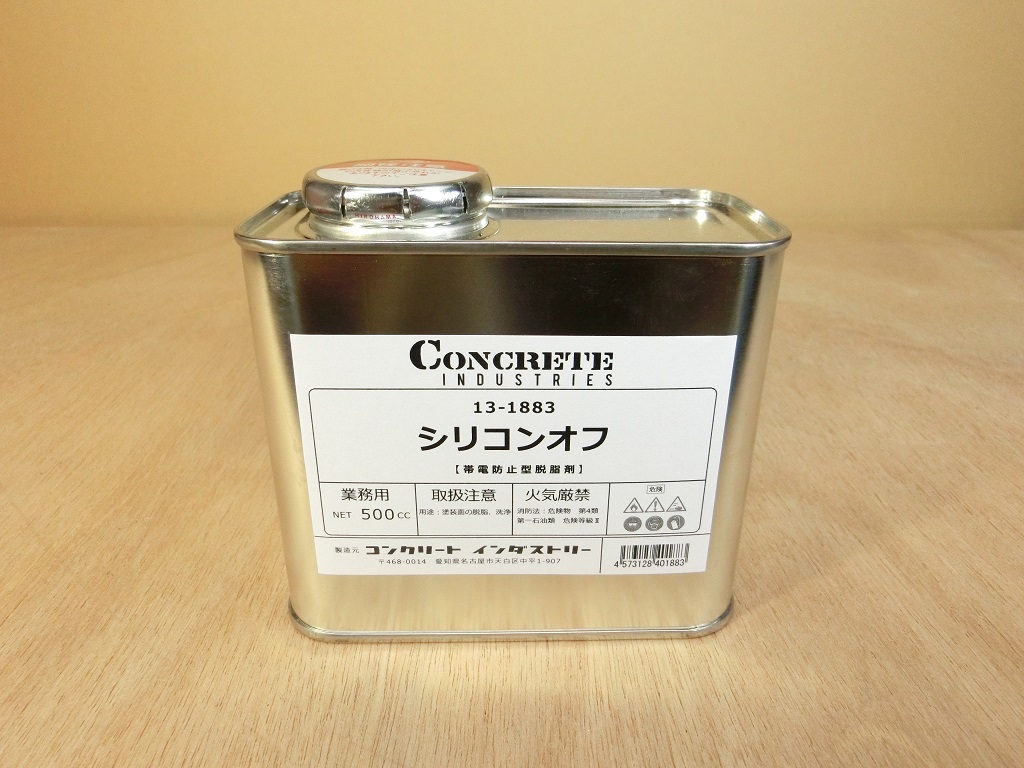 CONCRETE
INDUSTRIES
13-1883
シリコンオフ
【帯電防止型脱脂剤】
業務用
NET 500CC
取扱注意
用途：塗装面の脱脂、洗浄
火気厳禁
消防法：危険物 第4類
第一石油類 危険等級Ⅱ
危険
製造元 コンクリート インダストリー
〒468-0014 愛知県名古屋市天白区中平1-907
4 573128 401883